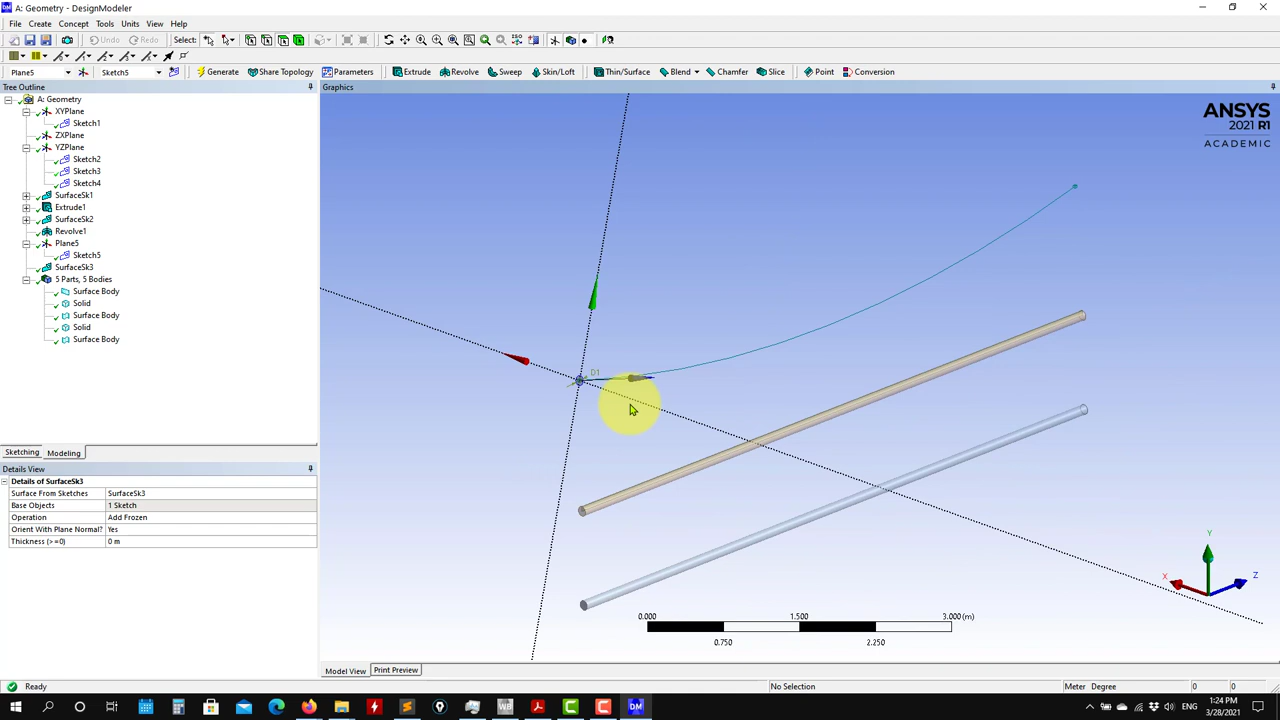 A: Geometry - DesignModeler
File Create Concept Tools Units View Help
Undo Redo Select:
Plane5 Sketch5 Generate Share Topology Parameters Extrude Revolve Sweep Skin/Loft Thin/Surface Blend Chamfer Slice Point Conversion
Tree Outline
A: Geometry
XYPlane
Sketch1
ZXPlane
YZPlane
Sketch2
Sketch3
Sketch4
SurfaceSk1
Extrude1
SurfaceSk2
Revolve1
Plane5
Sketch5
SurfaceSk3
5 Parts, 5 Bodies
Surface Body
Solid
Surface Body
Solid
Surface Body
Sketching Modeling
Details View
Details of SurfaceSk3
Surface From Sketches SurfaceSk3
Base Objects 1 Sketch
Operation Add Frozen
Orient With Plane Normal? Yes
Thickness (>=0) 0 m
Graphics
ANSYS
2021 R1
ACADEMIC
D1
Y
X Z
0.000 1.500 3.000 (m)
0.750 2.250
Model View Print Preview
Ready No Selection Meter Degree 0 0
DM
ENG 1:24 PM
3/28/2021